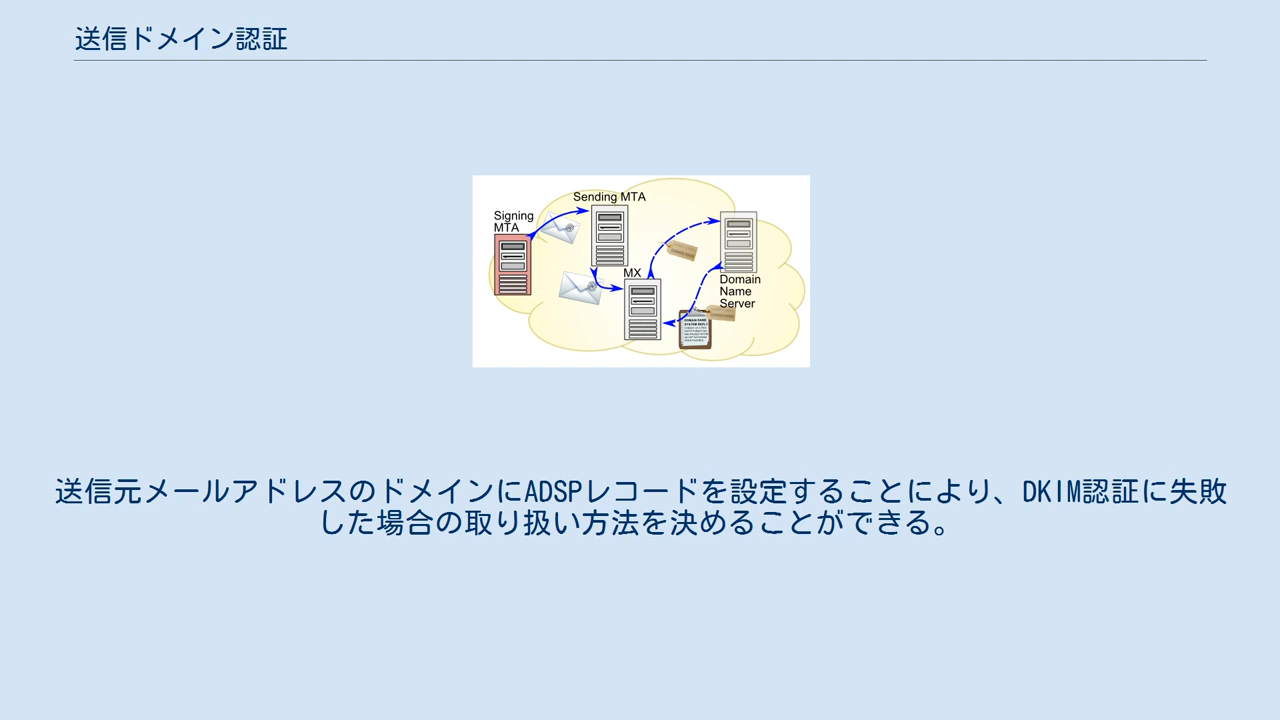 送信ドメイン認証
Sending MTA
Signing
MTA
MX
Domain
Name
Server
DOMAIN NAME
SYSTEM REPLY
送信元メールアドレスのドメインにADSPレコードを設定することにより、DKIM認証に失敗
した場合の取り扱い方法を決めることができる。